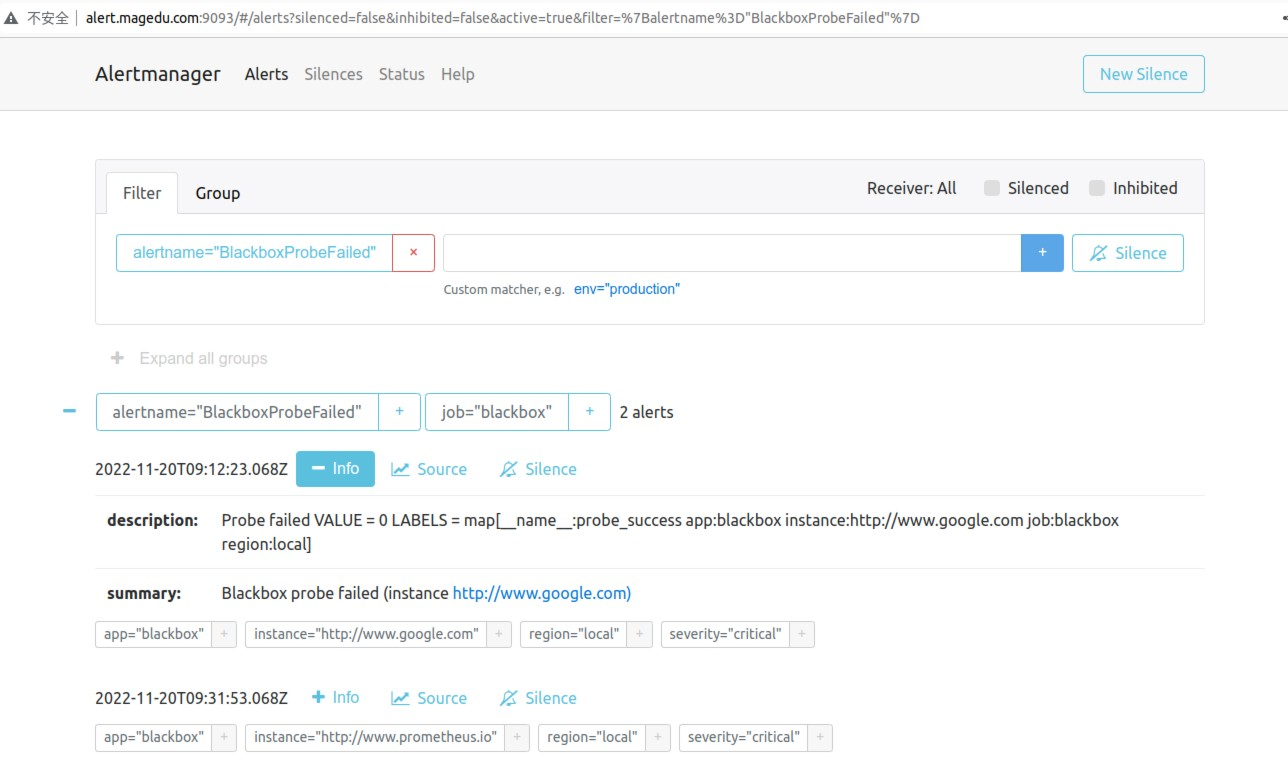 不安全 alert.magedu.com:9093/#/alerts?silenced=false&inhibited=false&active=true&filter=%7Balertname%3D"BlackboxProbeFailed"%7D
Alertmanager Alerts Silences Status Help New Silence
Filter Group Receiver: All Silenced Inhibited
alertname="BlackboxProbeFailed" × + Silence
Custom matcher, e.g. env="production"
+ Expand all groups
− alertname="BlackboxProbeFailed" + job="blackbox" + 2 alerts
2022-11-20T09:12:23.068Z − Info Source Silence
description: Probe failed VALUE = 0 LABELS = map[__name__:probe_success app:blackbox instance:http://www.google.com job:blackbox
region:local]
summary: Blackbox probe failed (instance http://www.google.com)
app="blackbox" + instance="http://www.google.com" + region="local" + severity="critical" +
2022-11-20T09:31:53.068Z + Info Source Silence
app="blackbox" + instance="http://www.prometheus.io" + region="local" + severity="critical" +